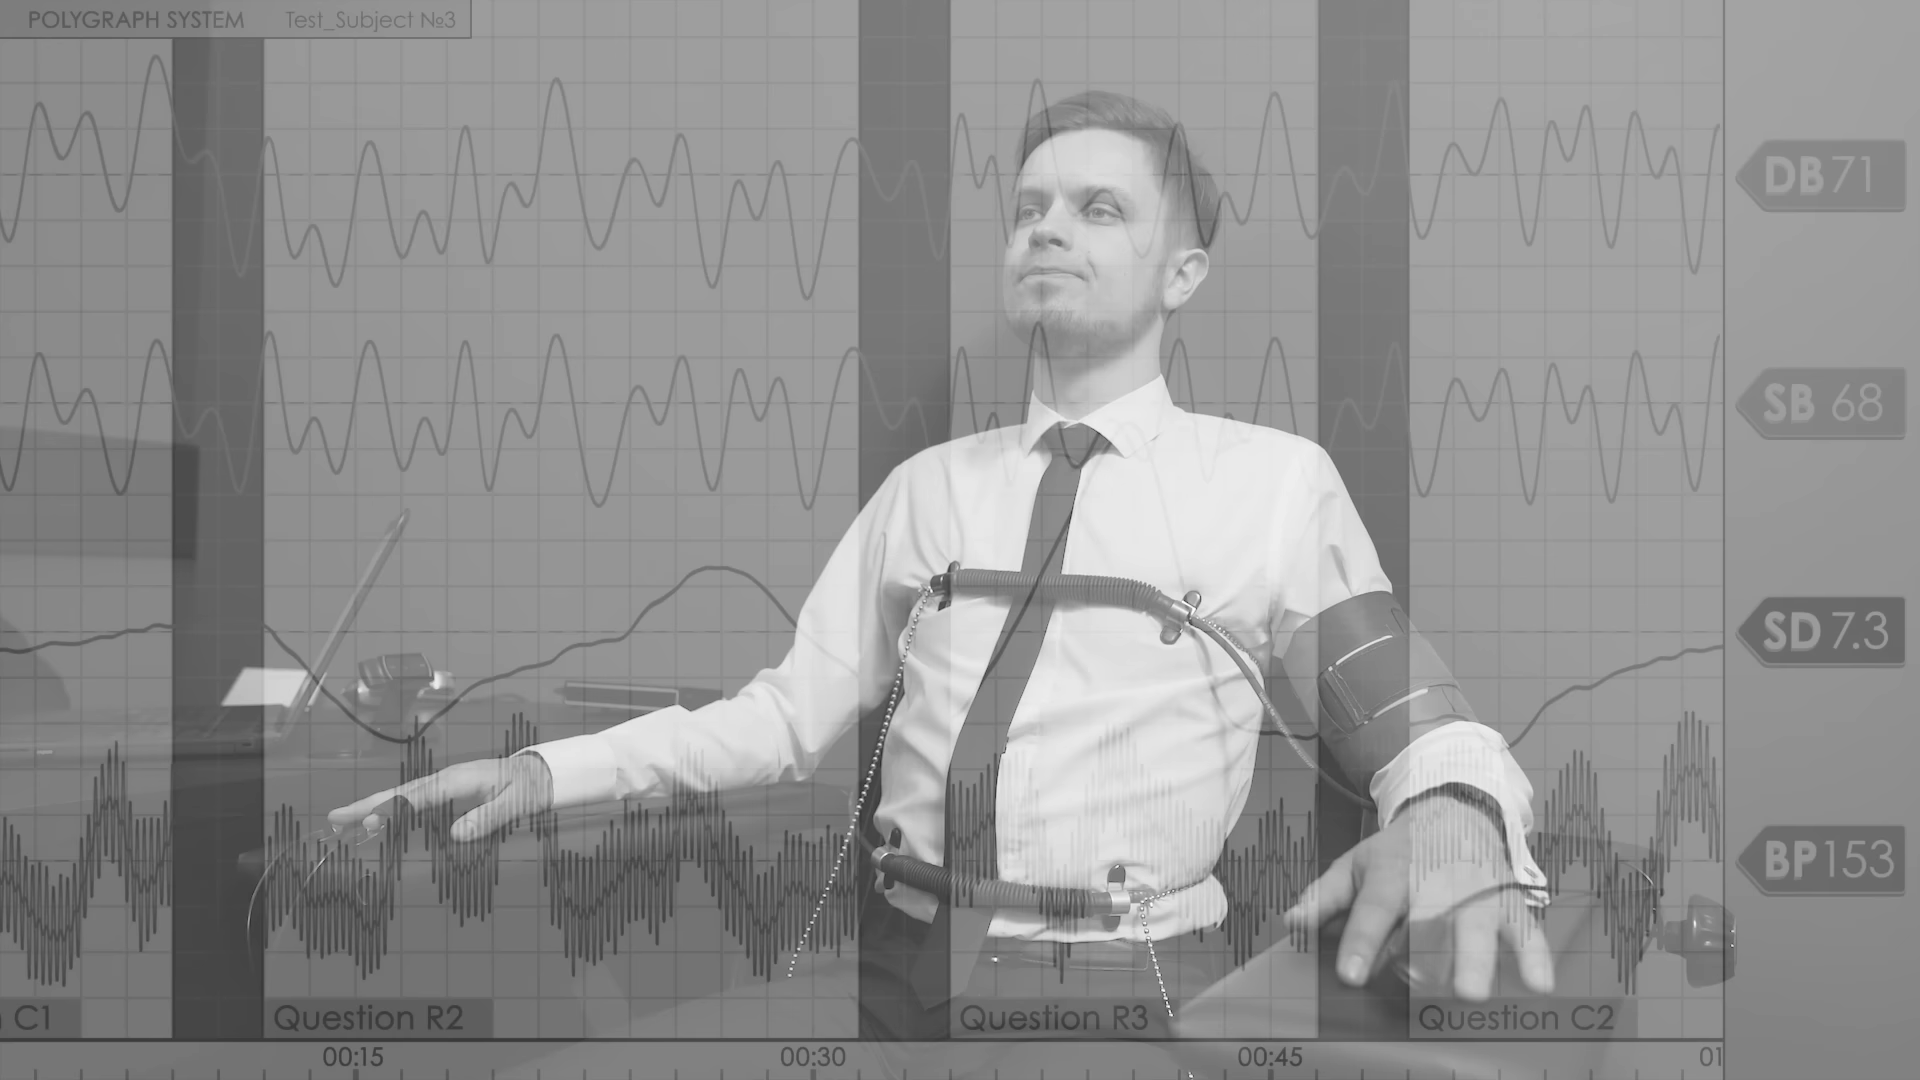 POLYGRAPH SYSTEM Test_Subject №3
DB 71
SB 68
SD 7.3
BP 153
C1
Question R2
Question R3
Question C2
00:15
00:30
00:45
01